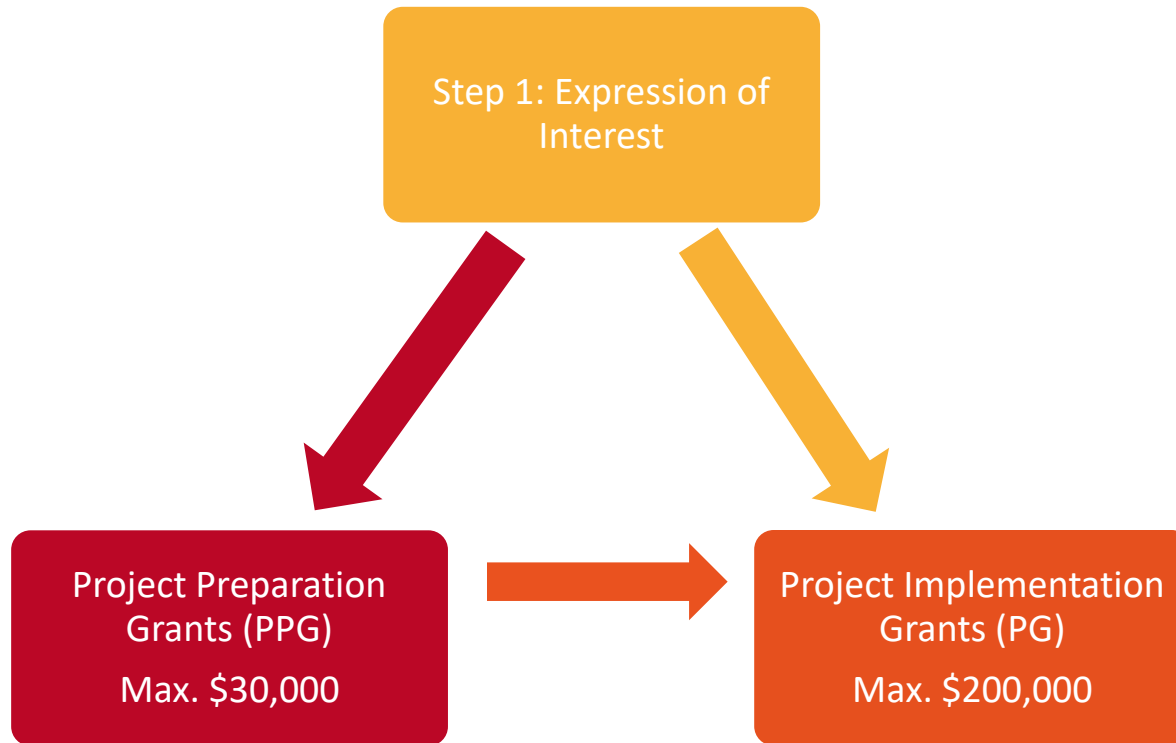 Step 1: Expression of
Interest
Project Preparation
Grants (PPG)
Max. $30,000
Project Implementation
Grants (PG)
Max. $200,000